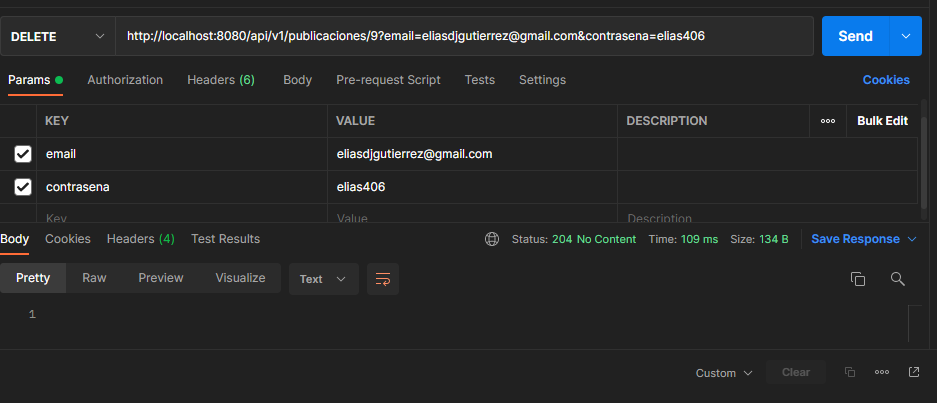 DELETE http://localhost:8080/api/v1/publicaciones/9?email=eliasdjgutierrez@gmail.com&contrasena=elias406 Send
Params Authorization Headers (6) Body Pre-request Script Tests Settings Cookies
KEY VALUE DESCRIPTION Bulk Edit
email eliasdjgutierrez@gmail.com
contrasena elias406
Key Value Description
Body Cookies Headers (4) Test Results Status: 204 No Content Time: 109 ms Size: 134 B Save Response
Pretty Raw Preview Visualize Text
1
Custom Clear